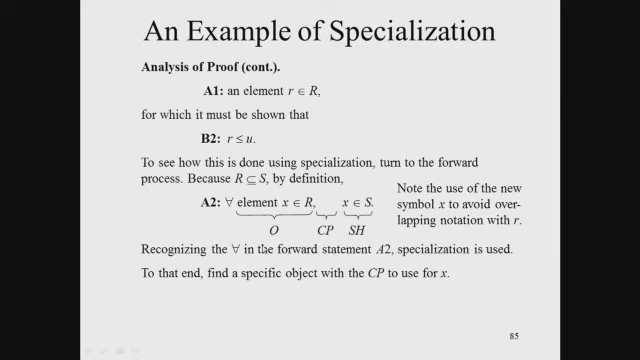 An Example of Specialization
Analysis of Proof (cont.).
A1: an element r ∈ R,
for which it must be shown that
B2: r ≤ u.
To see how this is done using specialization, turn to the forward
process. Because R ⊆ S, by definition,
A2: ∀ element x ∈ R, x ∈ S.
O CP SH
Note the use of the new
symbol x to avoid over-
lapping notation with r.
Recognizing the ∀ in the forward statement A2, specialization is used.
To that end, find a specific object with the CP to use for x.
85